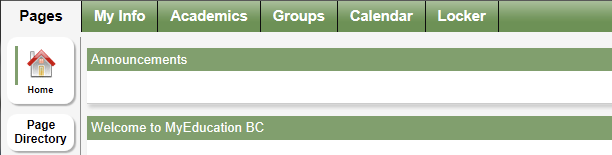 Pages My Info Academics Groups Calendar Locker
Announcements
Home
Welcome to MyEducation BC
Page
Directory